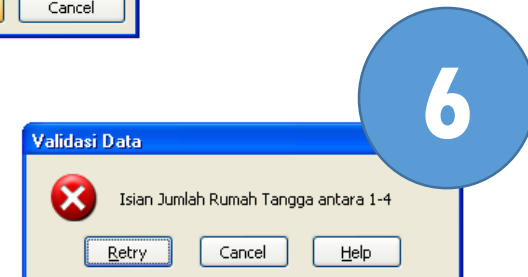 Cancel
6
Validasi Data
Isian Jumlah Rumah Tangga antara 1-4
Retry Cancel Help